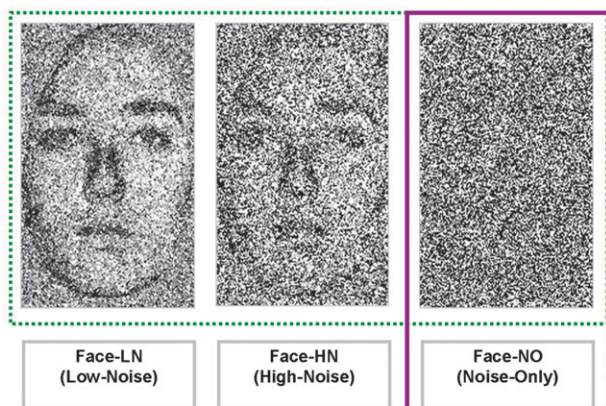 Face-LN
(Low-Noise)
Face-HN
(High-Noise)
Face-NO
(Noise-Only)